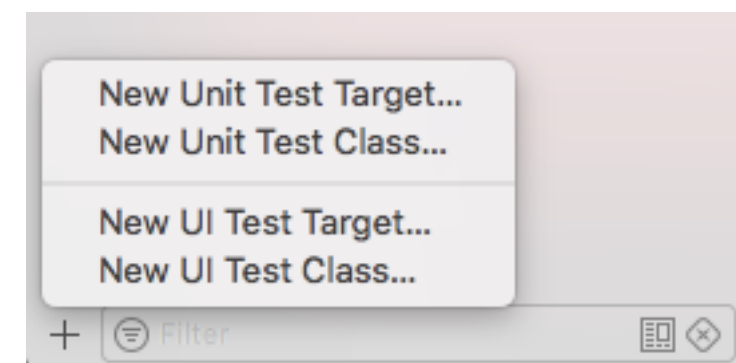 New Unit Test Target...
New Unit Test Class...
New UI Test Target...
New UI Test Class...
Filter